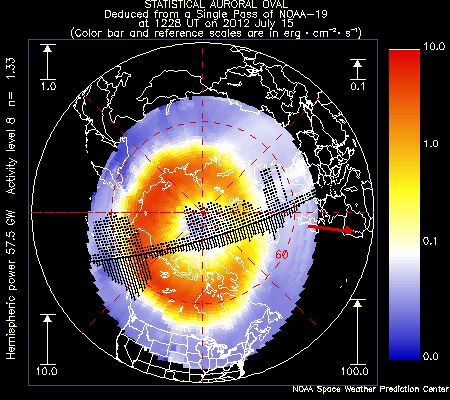 STATISTICAL AURORAL OVAL
Deduced from a Single Pass of NOAA-19
at 1228 UT on 2012 July 15
(Color bar and reference scales are in erg · cm⁻² · s⁻¹)
1.0
0.1
10.0
1.0
0.1
0.0
60
10.0
100.0
Hemispheric power 57.5 GW Activity level 8 n= 1.33
NOAA Space Weather Prediction Center